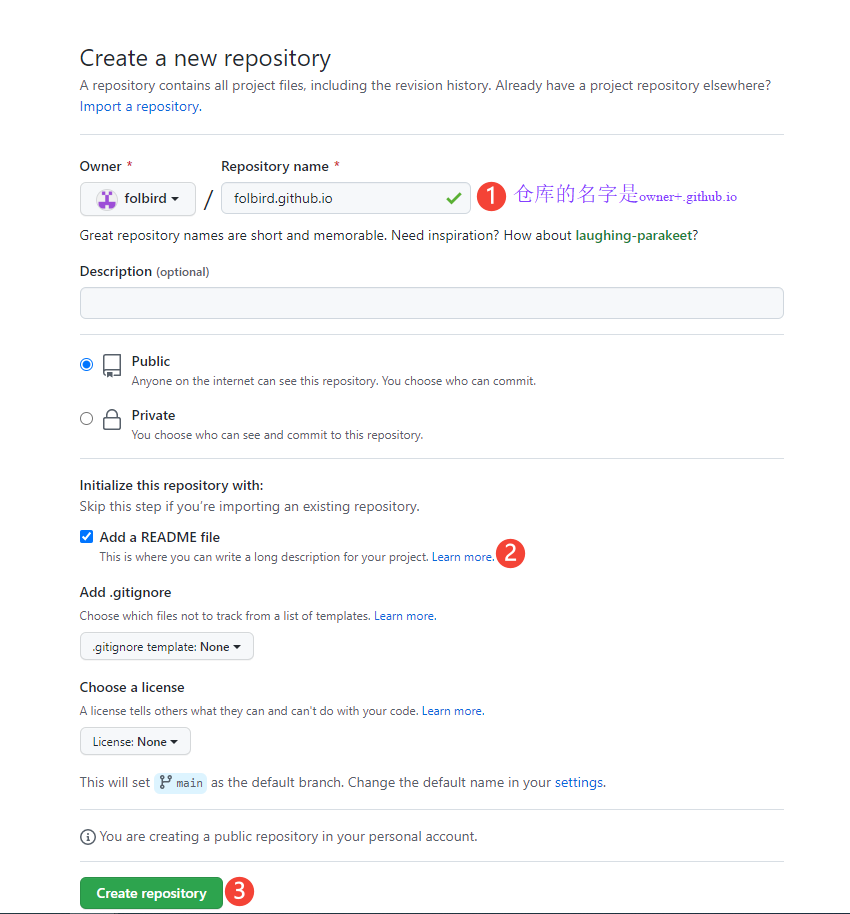 Create a new repository
A repository contains all project files, including the revision history. Already have a project repository elsewhere?
Import a repository.
Owner * Repository name *
folbird / folbird.github.io 1 仓库的名字是owner+.github.io
Great repository names are short and memorable. Need inspiration? How about laughing-parakeet?
Description (optional)
Public
Anyone on the internet can see this repository. You choose who can commit.
Private
You choose who can see and commit to this repository.
Initialize this repository with:
Skip this step if you're importing an existing repository.
Add a README file
This is where you can write a long description for your project. Learn more. 2
Add .gitignore
Choose which files not to track from a list of templates. Learn more.
.gitignore template: None
Choose a license
A license tells others what they can and can't do with your code. Learn more.
License: None
This will set main as the default branch. Change the default name in your settings.
You are creating a public repository in your personal account.
Create repository 3